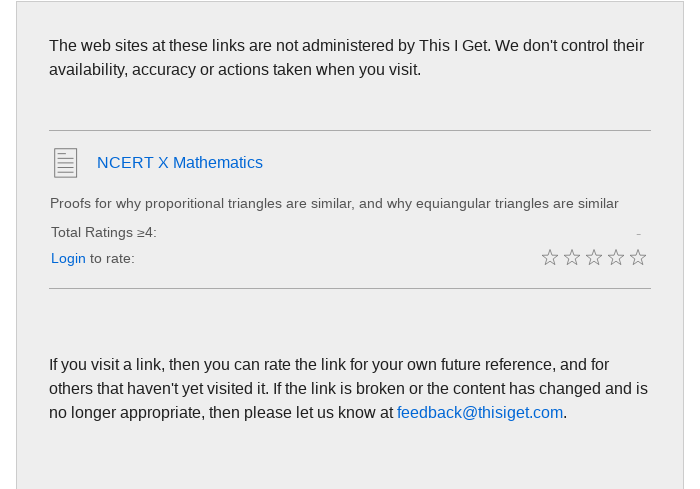 The web sites at these links are not administered by This I Get. We don't control their
availability, accuracy or actions taken when you visit.
NCERT X Mathematics
Proofs for why proporitional triangles are similar, and why equiangular triangles are similar
Total Ratings ≥4: -
Login to rate:
If you visit a link, then you can rate the link for your own future reference, and for
others that haven't yet visited it. If the link is broken or the content has changed and is
no longer appropriate, then please let us know at feedback@thisiget.com.